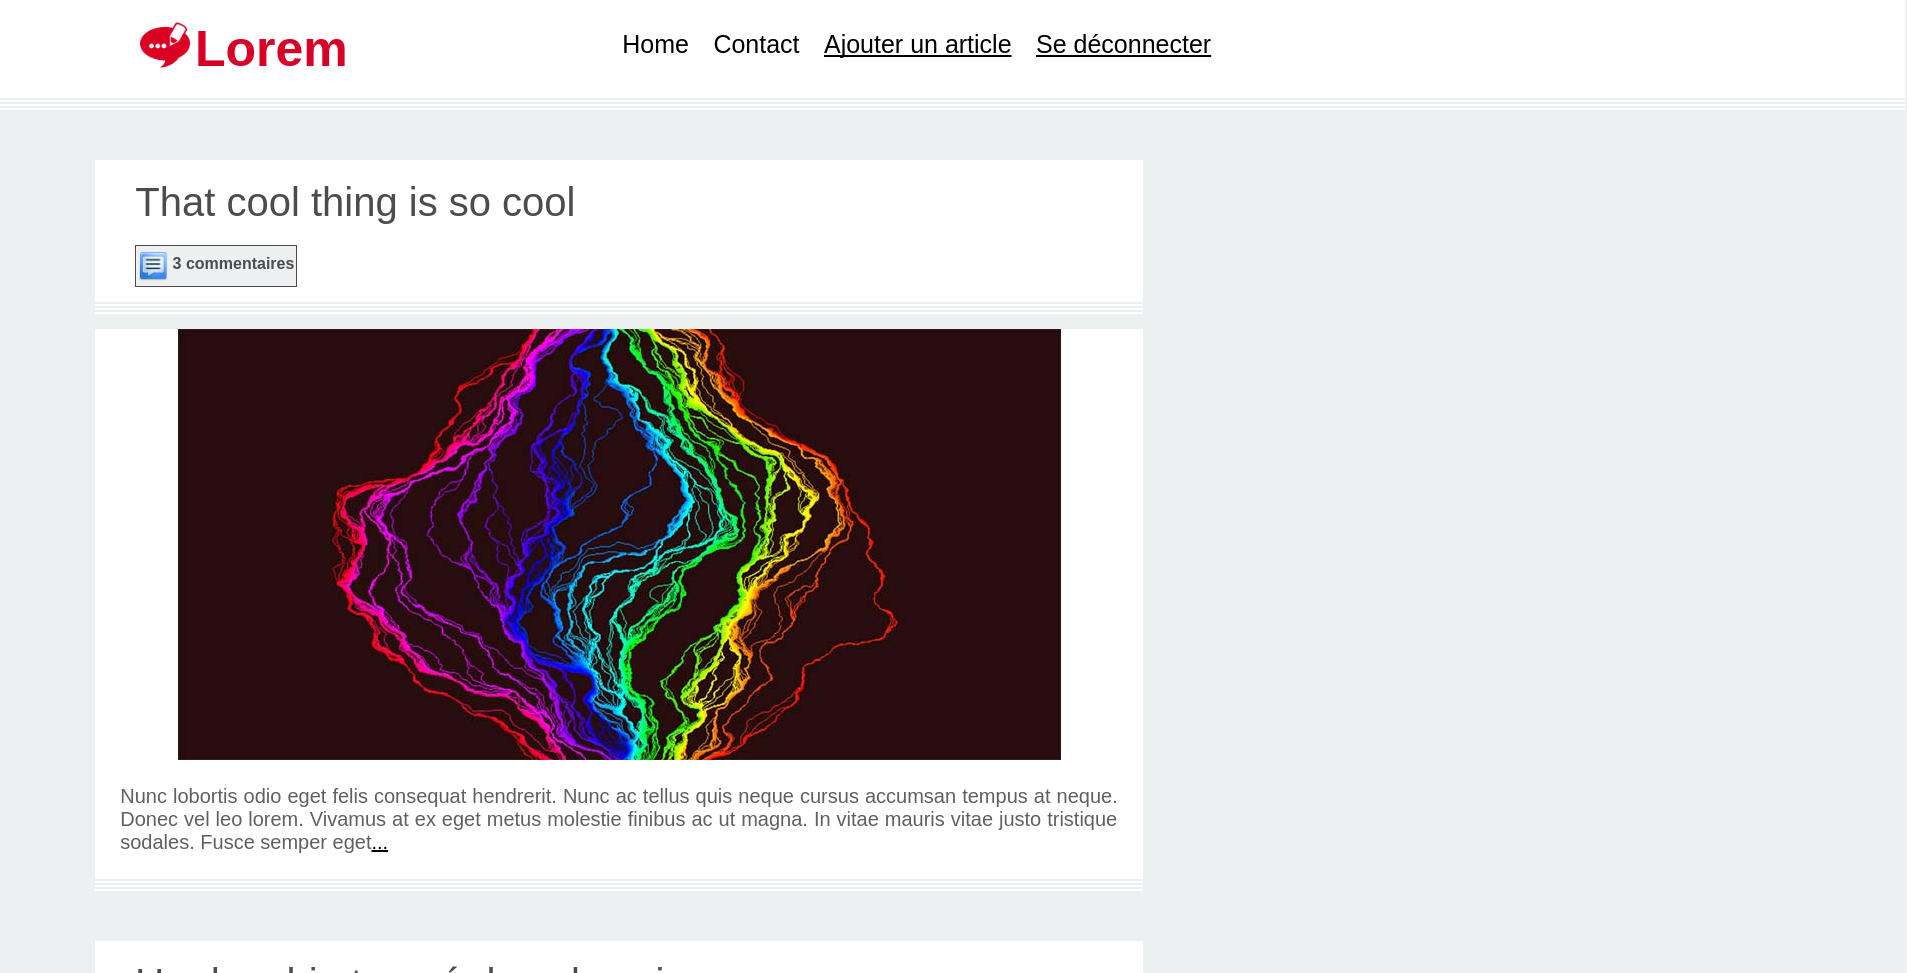 Lorem
Home Contact Ajouter un article Se déconnecter
That cool thing is so cool
3 commentaires
Nunc lobortis odio eget felis consequat hendrerit. Nunc ac tellus quis neque cursus accumsan tempus at neque.
Donec vel leo lorem. Vivamus at ex eget metus molestie finibus ac ut magna. In vitae mauris vitae justo tristique
sodales. Fusce semper eget...